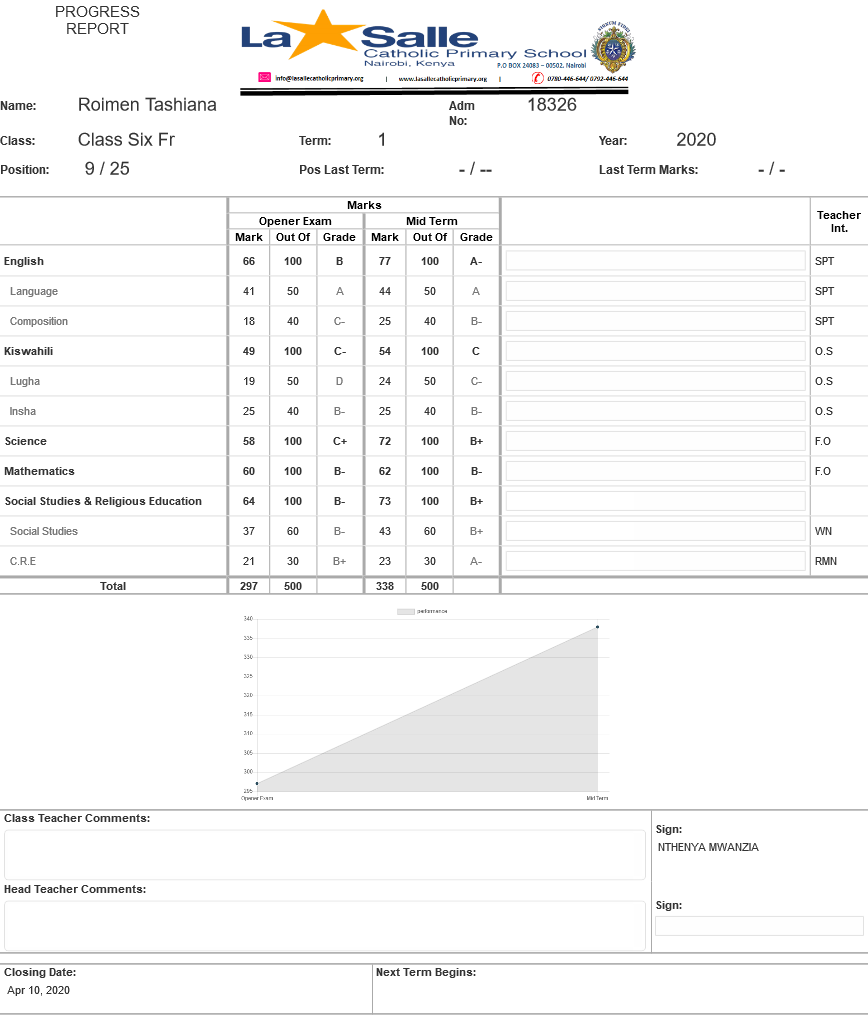 PROGRESS
REPORT
La Salle
Catholic Primary School
Nairobi, Kenya
P.O BOX 24083 – 00502, Nairobi
info@lasallecatholicprimary.org | www.lasallecatholicprimary.org | 0780-446-644/ 0792-446-644
Name: Roimen Tashiana Adm No: 18326
Class: Class Six Fr Term: 1 Year: 2020
Position: 9 / 25 Pos Last Term: - / -- Last Term Marks: - / -
Marks
Opener Exam Mid Term Teacher Int.
Mark Out Of Grade Mark Out Of Grade
English 66 100 B 77 100 A- SPT
Language 41 50 A 44 50 A SPT
Composition 18 40 C- 25 40 B- SPT
Kiswahili 49 100 C- 54 100 C O.S
Lugha 19 50 D 24 50 C- O.S
Insha 25 40 B- 25 40 B- O.S
Science 58 100 C+ 72 100 B+ F.O
Mathematics 60 100 B- 62 100 B- F.O
Social Studies & Religious Education 64 100 B- 73 100 B+
Social Studies 37 60 B- 43 60 B+ WN
C.R.E 21 30 B+ 23 30 A- RMN
Total 297 500 338 500
performance
340
335
330
325
320
315
310
305
300
295
Opener Exam Mid Term
Class Teacher Comments:
Sign:
NTHENYA MWANZIA
Head Teacher Comments:
Sign:
Closing Date: Next Term Begins:
Apr 10, 2020